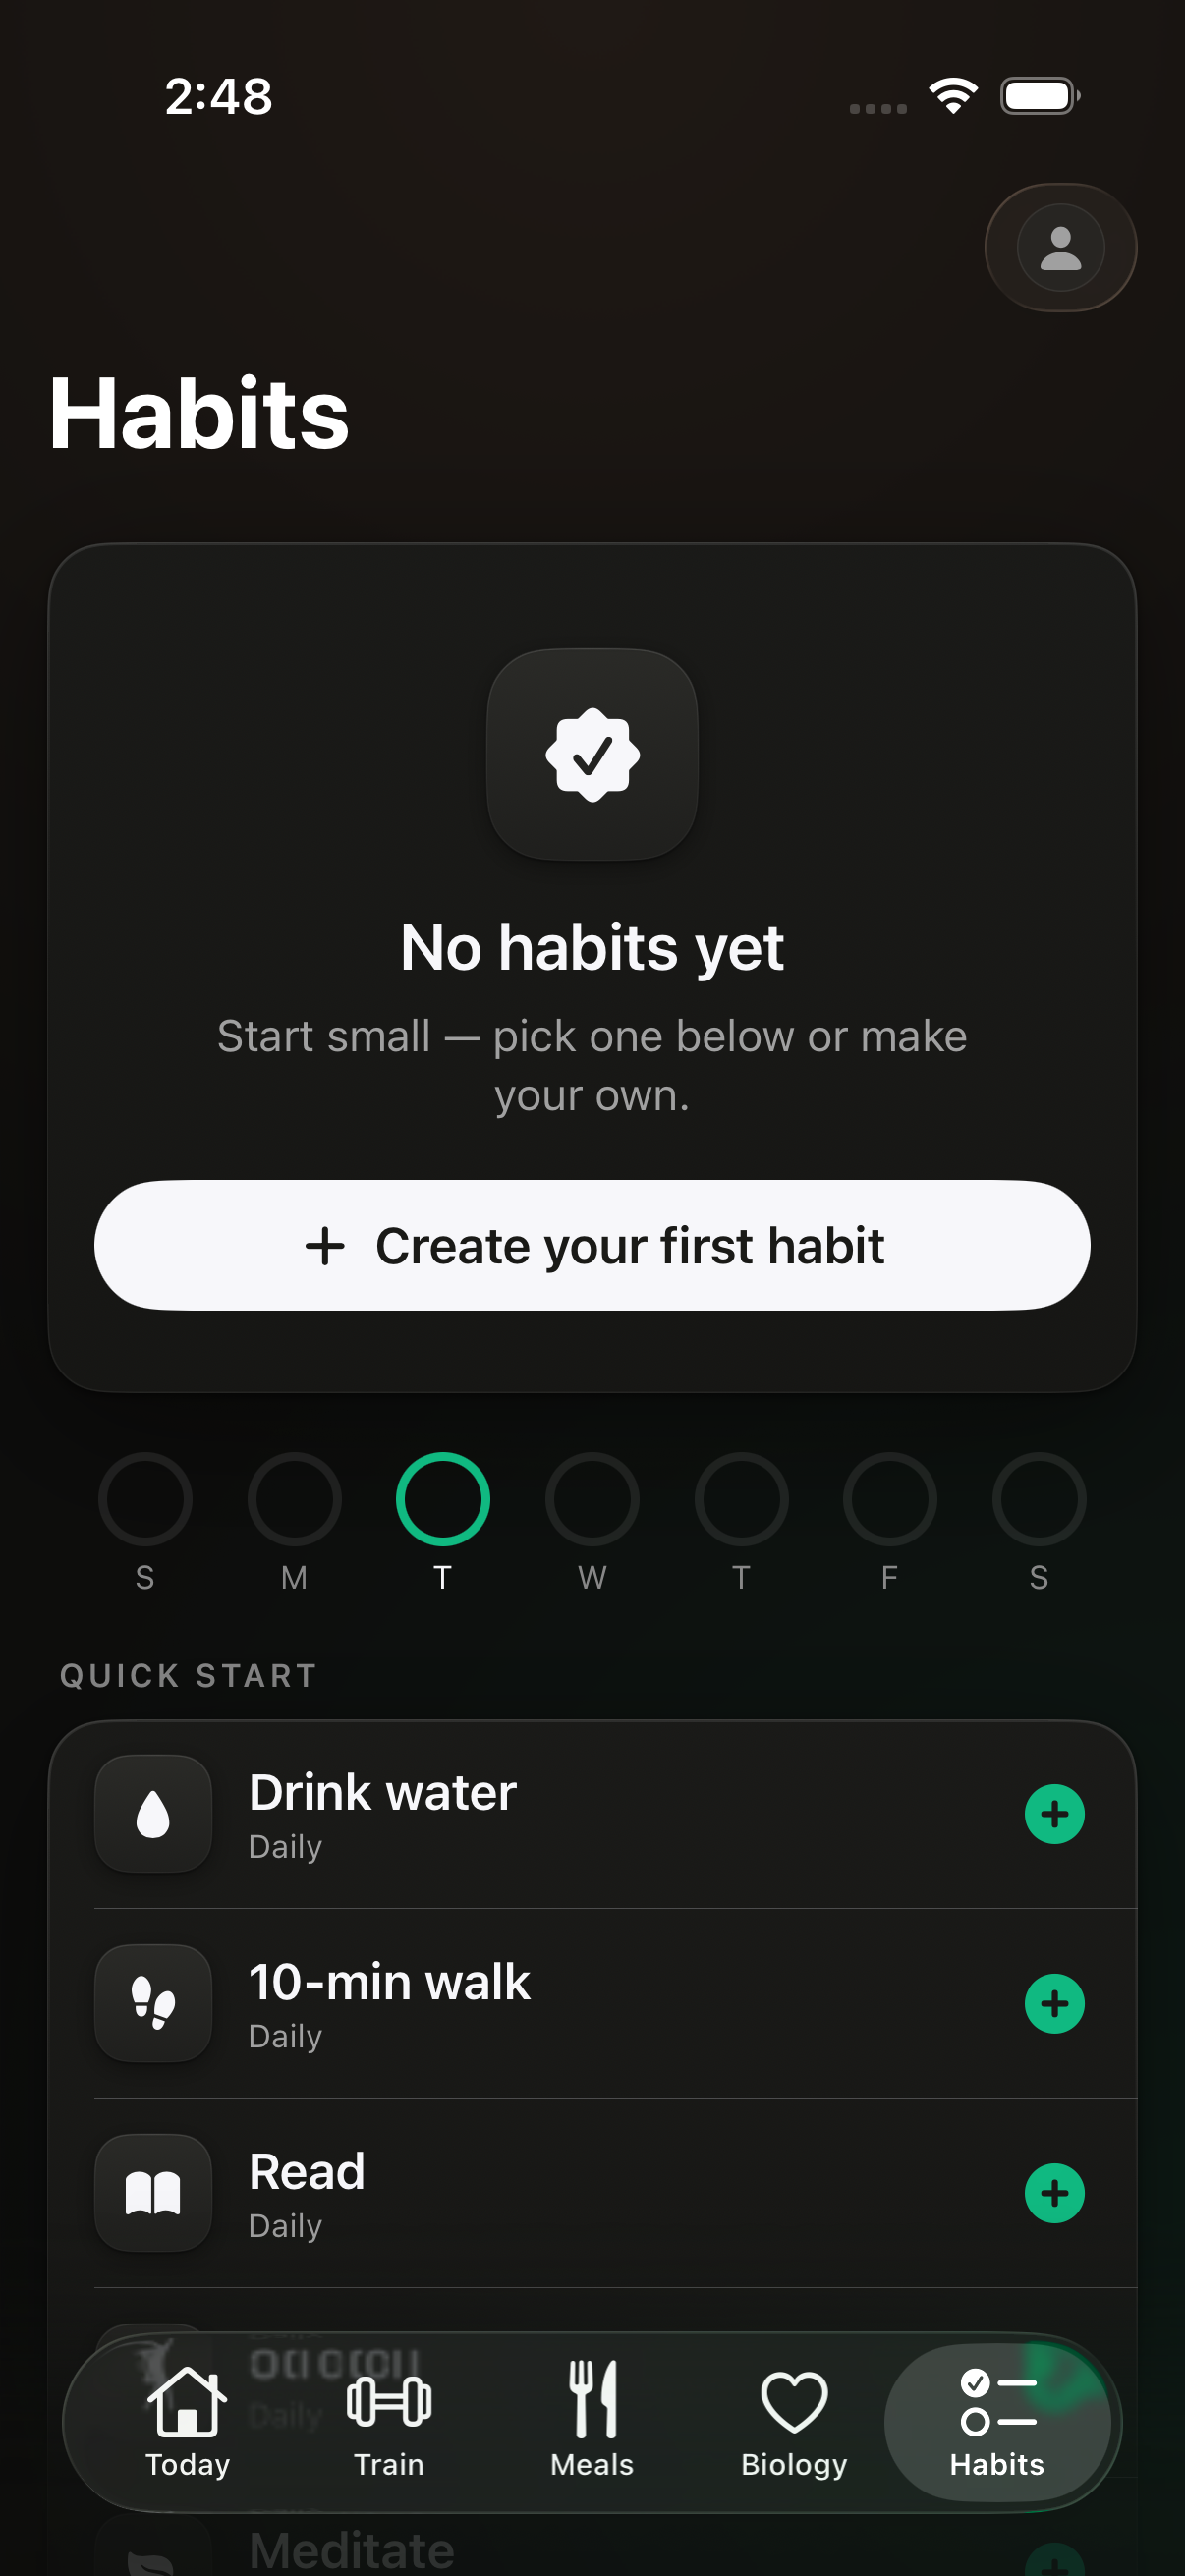 2:48
Habits
No habits yet
Start small — pick one below or make
your own.
Create your first habit
S M T W T F S
QUICK START
Drink water
Daily
10-min walk
Daily
Read
Daily
Daily
Today Train Meals Biology Habits
Meditate